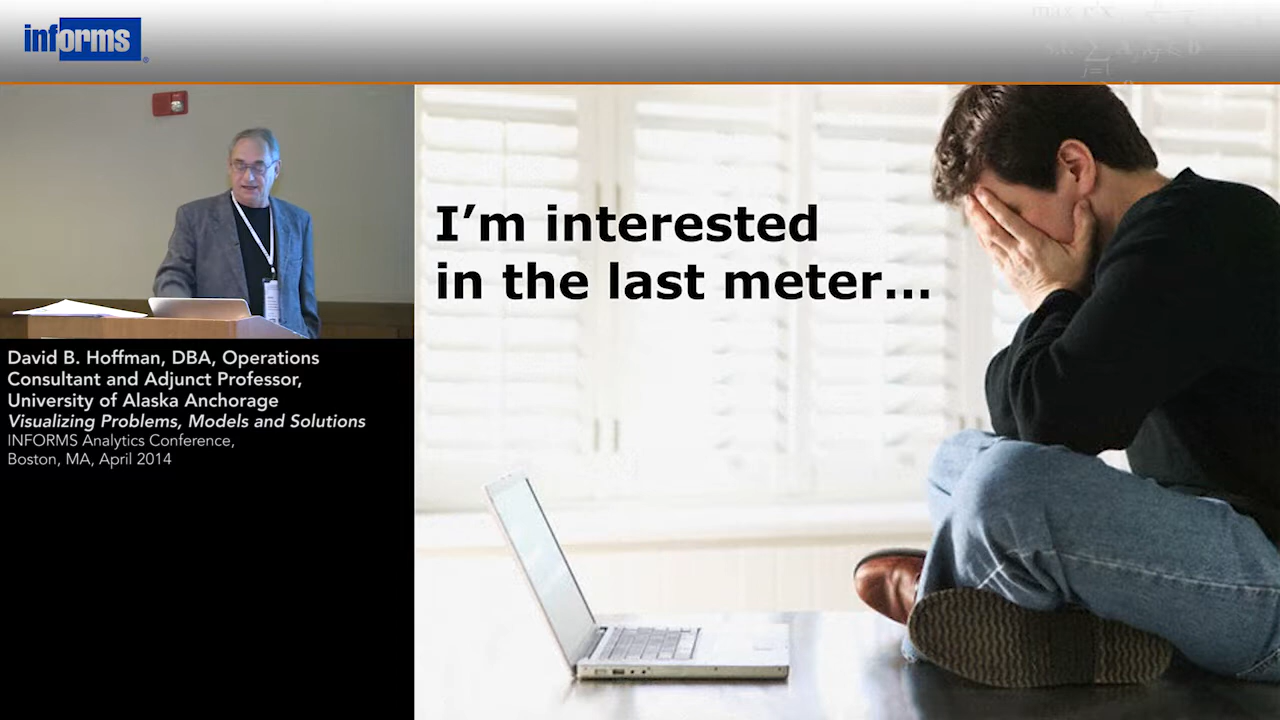 informs
David B. Hoffman, DBA, Operations
Consultant and Adjunct Professor,
University of Alaska Anchorage
Visualizing Problems, Models and Solutions
INFORMS Analytics Conference,
Boston, MA, April 2014
I’m interested
in the last meter...